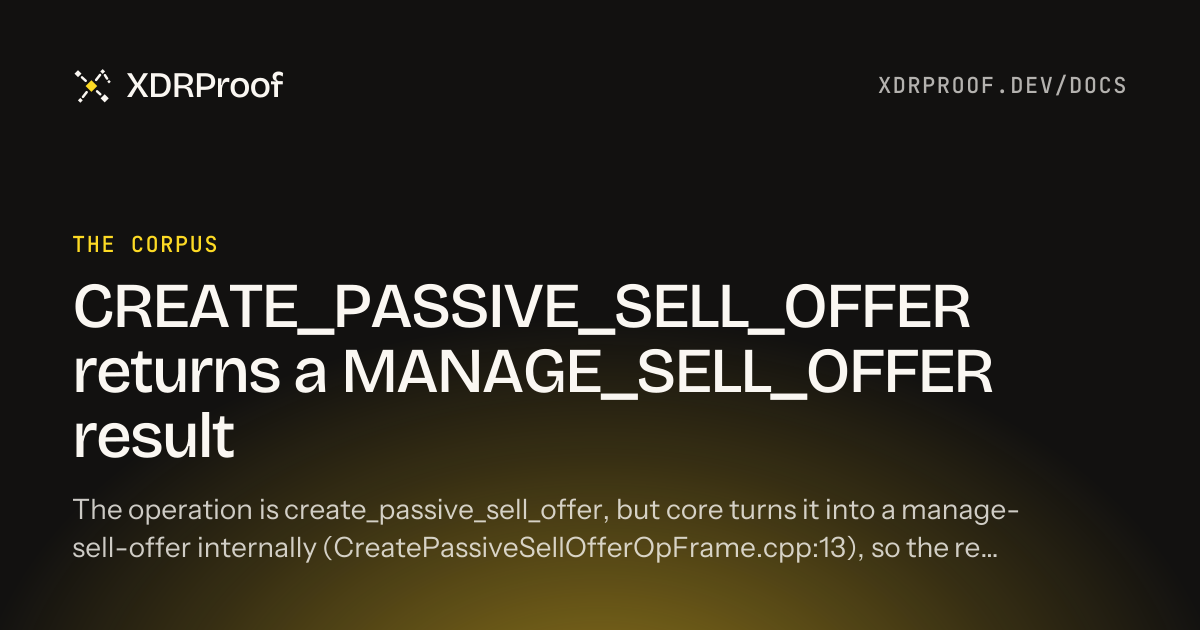 XDRProof
XDRPROOF.DEV/DOCS
THE CORPUS
CREATE_PASSIVE_SELL_OFFER
returns a MANAGE_SELL_OFFER
result
The operation is create_passive_sell_offer, but core turns it into a manage-
sell-offer internally (CreatePassiveSellOfferOpFrame.cpp:13), so the re...